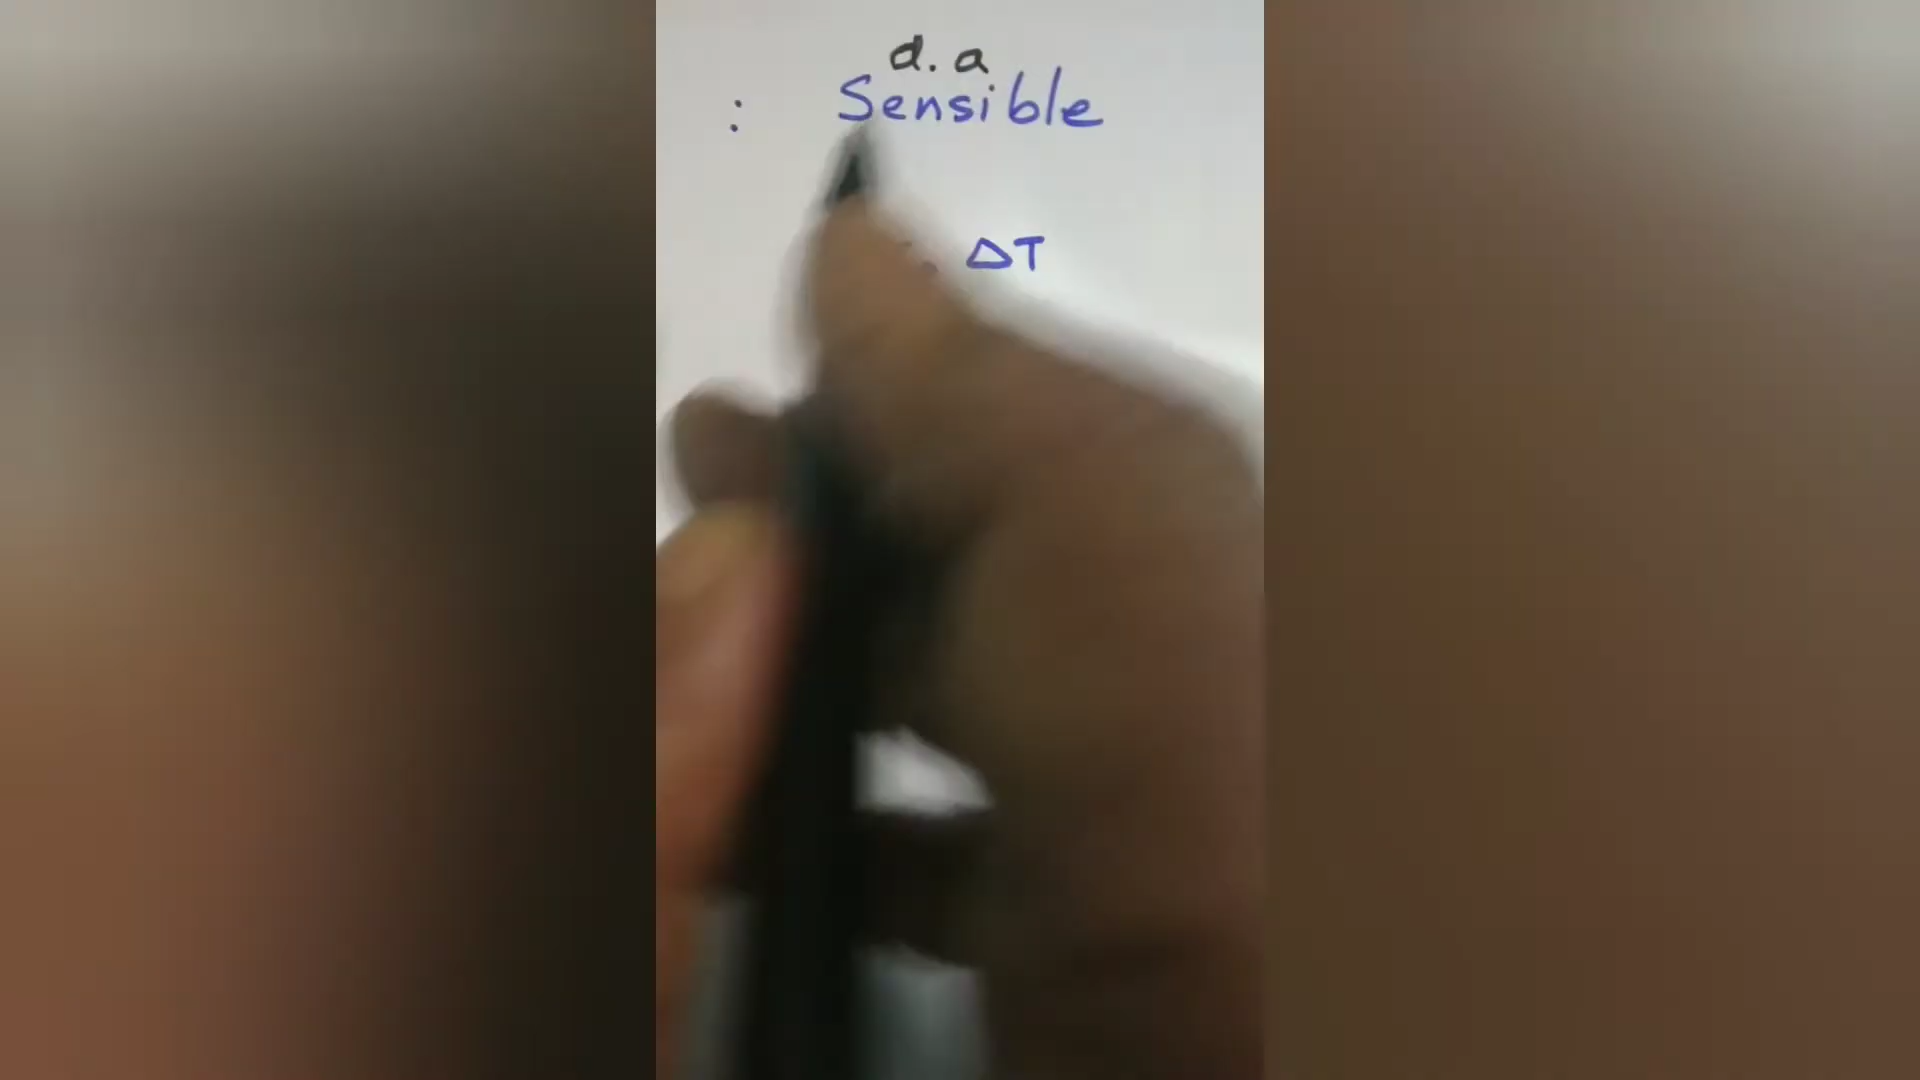 d. a
: Sensible
ΔT